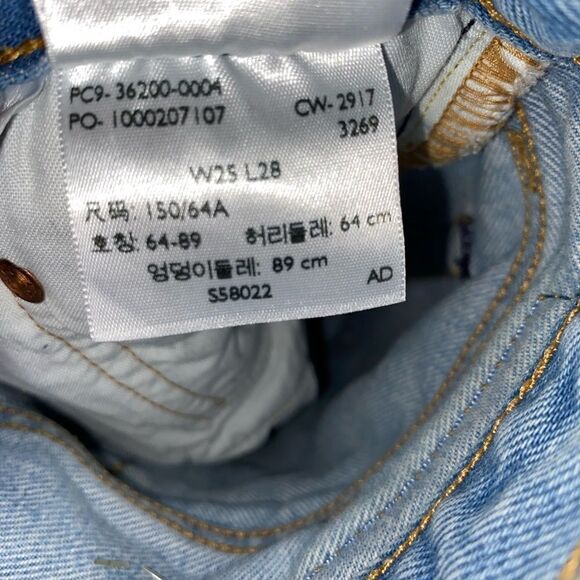 PC9- 36200-0004 CW- 2917
PO- 1000207107 3269
W25 L28
尺码: 150/64A
호칭: 64-89 허리둘레: 64 cm
엉덩이둘레: 89 cm
S58022 AD